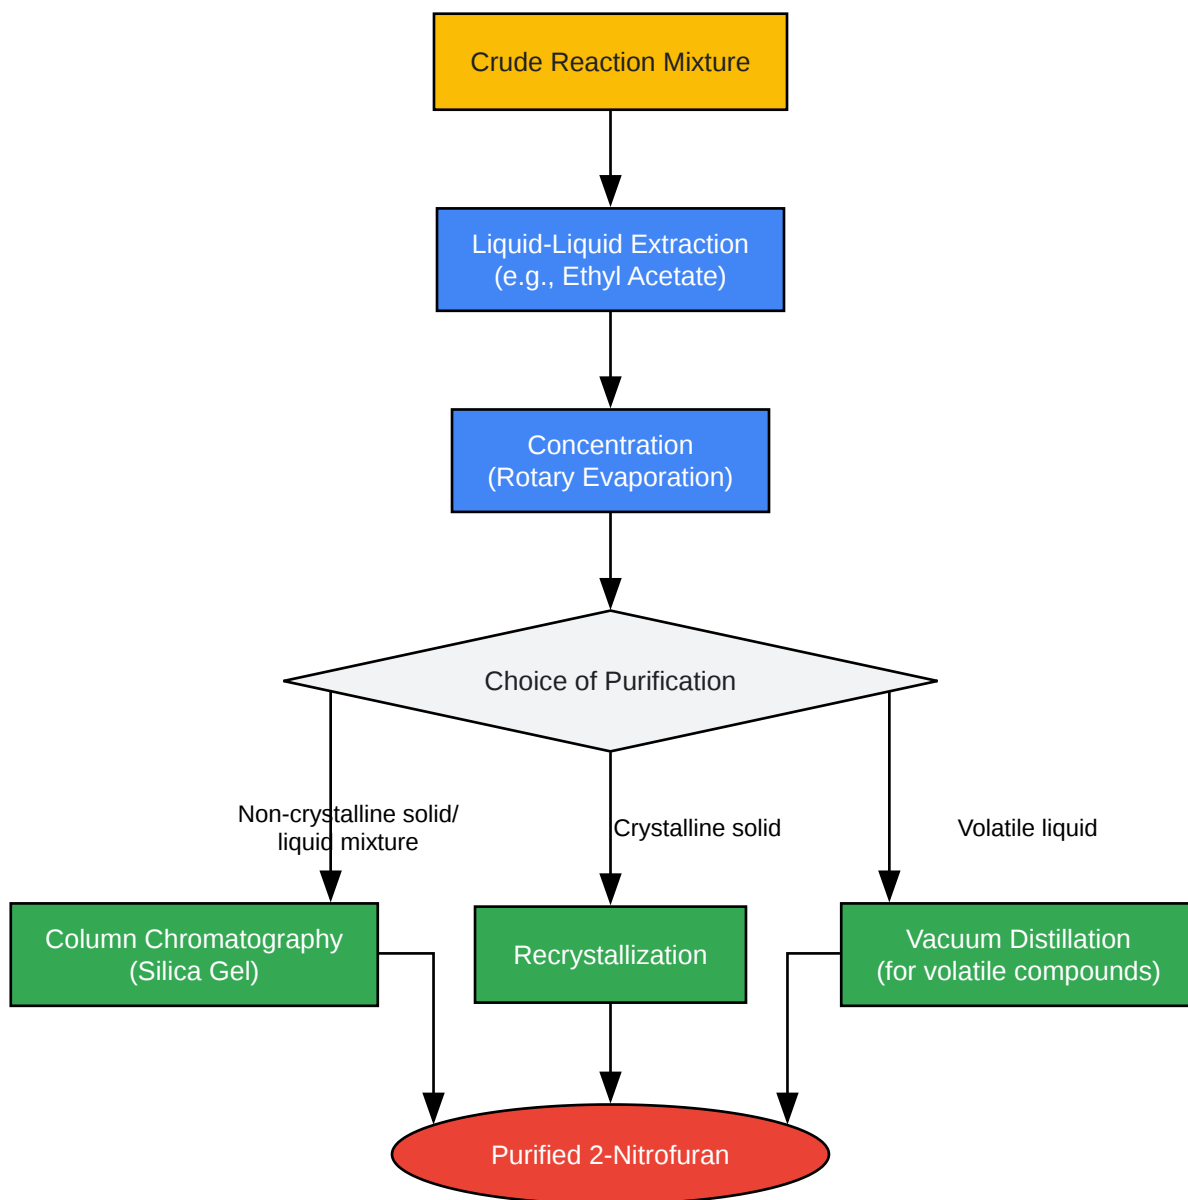 Crude Reaction Mixture
Liquid-Liquid Extraction
(e.g., Ethyl Acetate)
Concentration
(Rotary Evaporation)
Choice of Purification
Non-crystalline solid/
liquid mixture
Crystalline solid
Volatile liquid
Column Chromatography
(Silica Gel)
Recrystallization
Vacuum Distillation
(for volatile compounds)
Purified 2-Nitrofuran